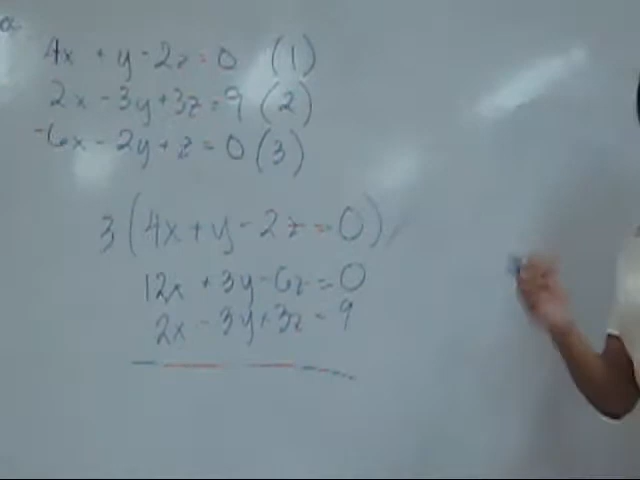 4x + y - 2z = 0 (1)
2x - 3y + 3z = 9 (2)
-6x - 2y + z = 0 (3)
3(4x + y - 2z = 0)
12x + 3y - 6z = 0
2x - 3y + 3z = 9